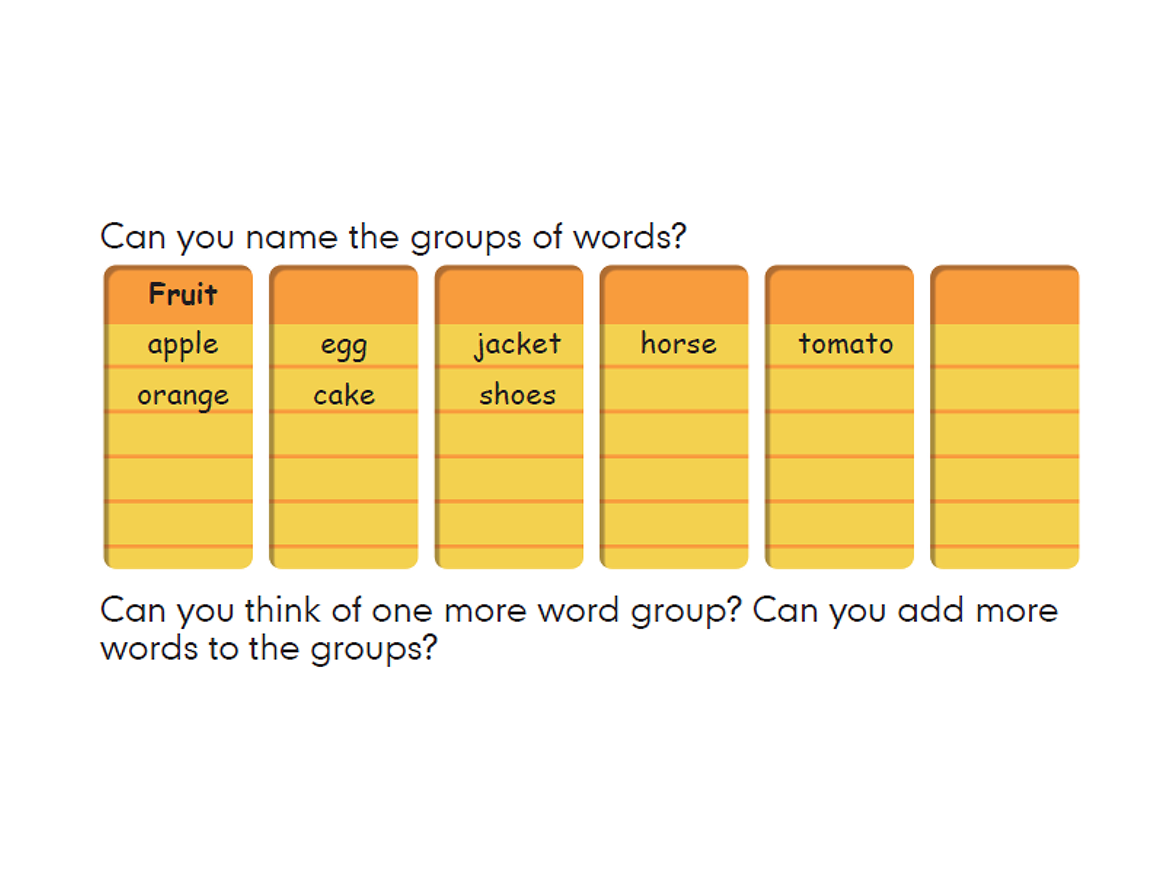 Can you name the groups of words?
Fruit
apple egg jacket horse tomato
orange cake shoes
Can you think of one more word group? Can you add more
words to the groups?